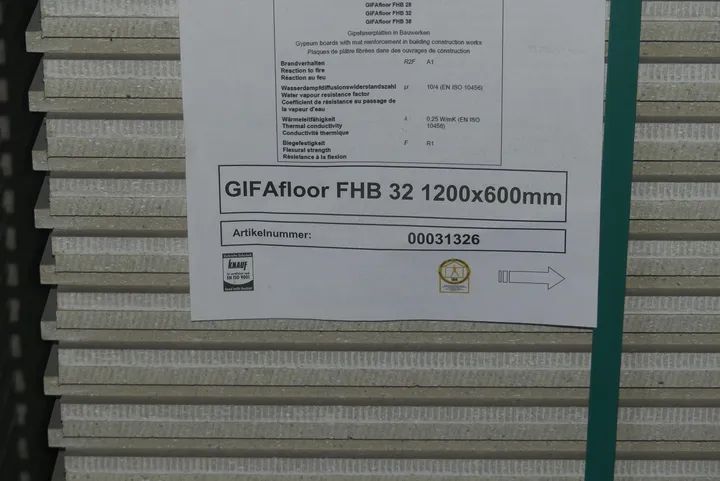 GIFAfloor FHB 28
GIFAfloor FHB 32
GIFAfloor FHB 38
Gipsfaserplatten in Bauwerken
Gypsum boards with mat reinforcement in building construction works
Plaques de plâtre fibrées dans des ouvrages de construction
Brandverhalten R2F A1
Reaction to fire
Réaction au feu
Wasserdampfdiffusionswiderstandszahl μ 10/4 (EN ISO 10456)
Water vapour resistance factor
Coefficient de résistance au passage de
la vapeur d'eau
Wärmeleitfähigkeit λ 0,25 W/mK (EN ISO
Thermal conductivity 10456)
Conductivité thermique
Biegefestigkeit F R1
Flexural strength
Résistance à la flexion
GIFAfloor FHB 32 1200x600mm
Artikelnummer: 00031326
KNAUF
EN ISO 9001